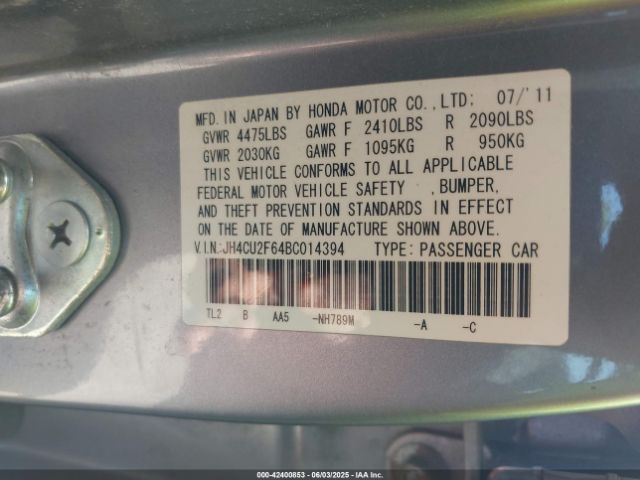 MFD. IN JAPAN BY HONDA MOTOR CO.,LTD: 07/'11
GVWR 4475LBS GAWR F 2410LBS R 2090LBS
GVWR 2030KG GAWR F 1095KG R 950KG
THIS VEHICLE CONFORMS TO ALL APPLICABLE
FEDERAL MOTOR VEHICLE SAFETY ,BUMPER,
AND THEFT PREVENTION STANDARDS IN EFFECT
ON THE DATE OF MANUFACTURE SHOWN ABOVE.
V.I.N:JH4CU2F64BC014394 TYPE:PASSENGER CAR
TL2 B AA5 -NH789M -A -C
00-42400853 | 06/03/2025 | IAA Corp.